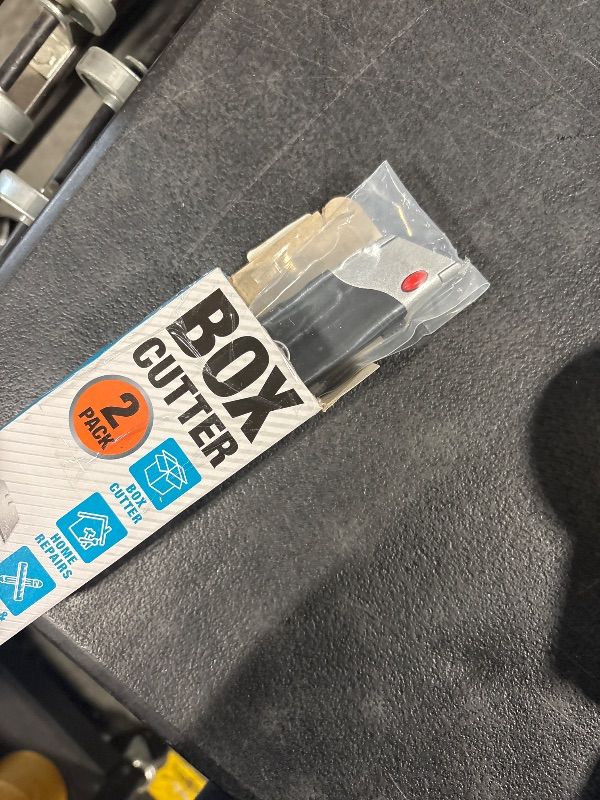 BOX
CUTTER
2
PACK
BOX
CUTTER
HOME
REPAIRS
&